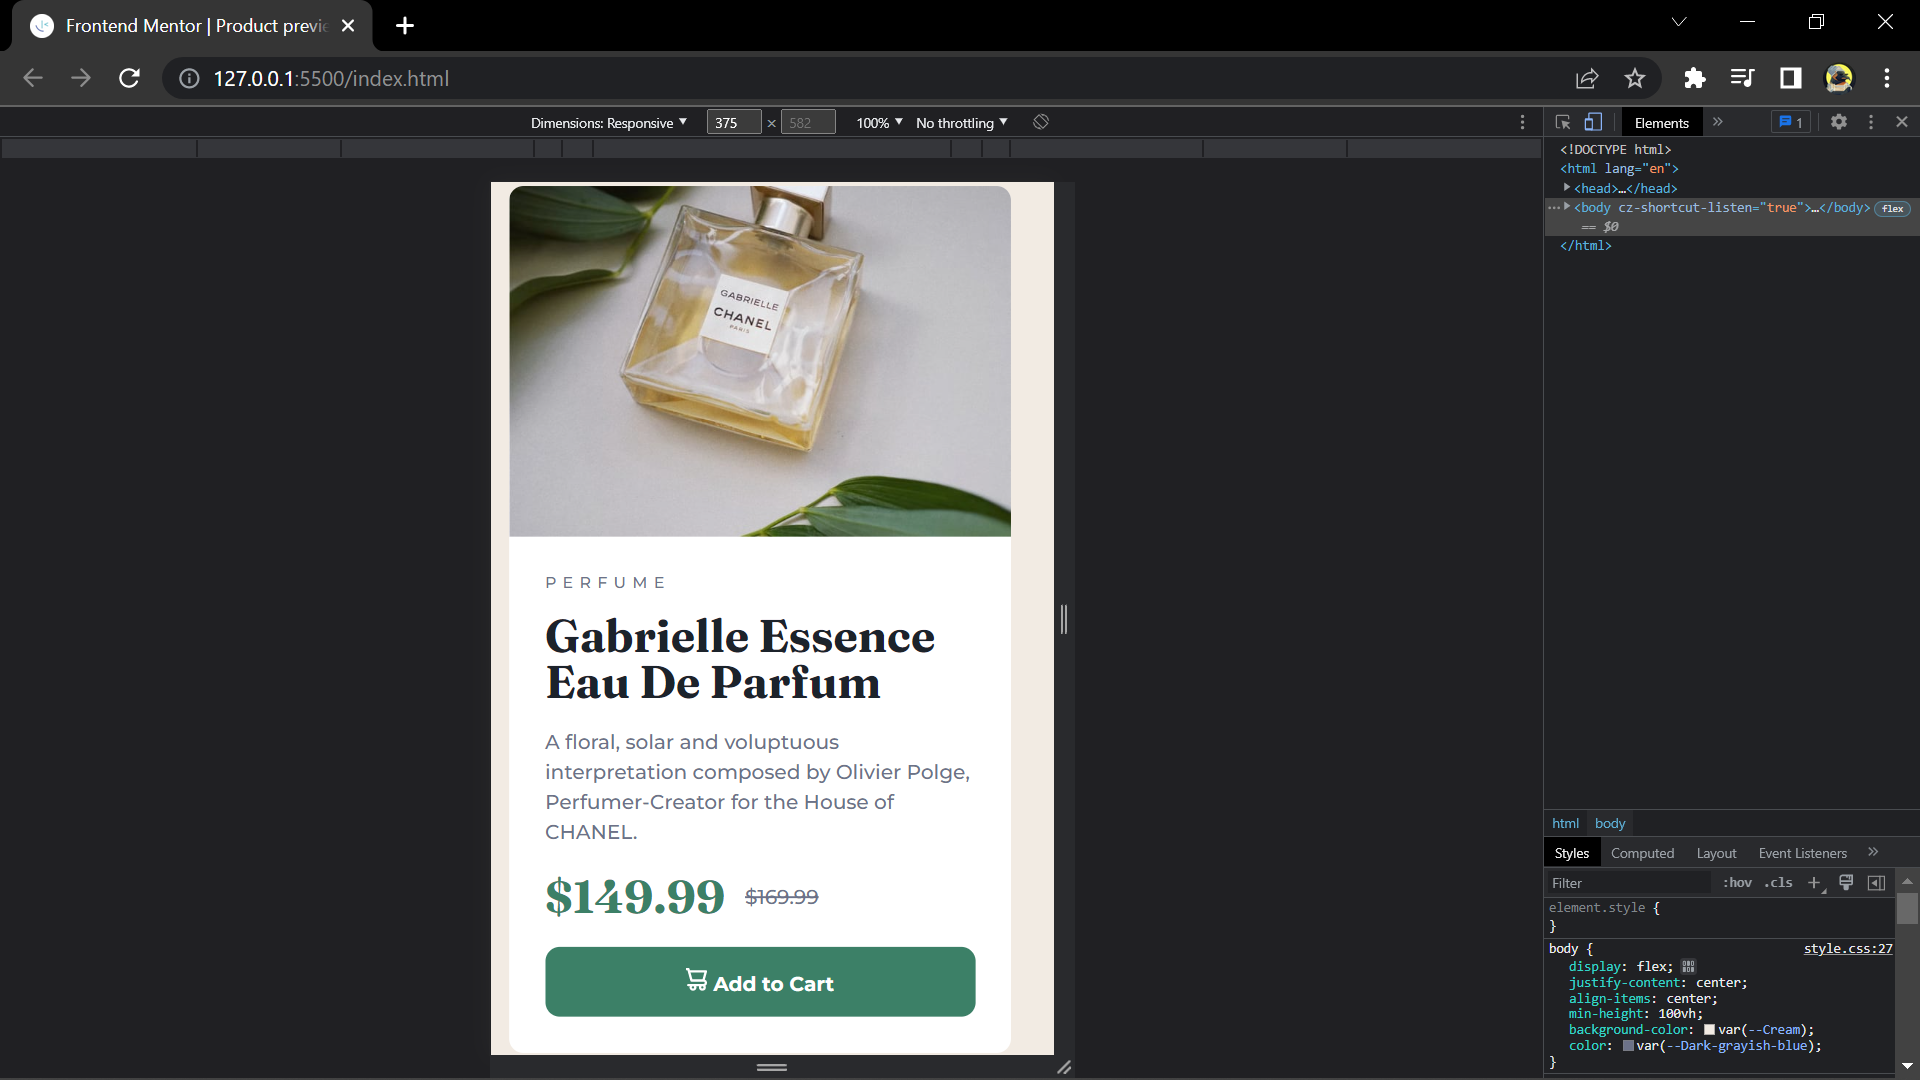 Frontend Mentor | Product previe
127.0.0.1:5500/index.html
Dimensions: Responsive ▼ 375 × 582 100% ▼ No throttling ▼
Elements » 1
<!DOCTYPE html>
<html lang="en">
<head>…</head>
<body cz-shortcut-listen="true">…</body> flex
== $0
</html>
GABRIELLE
CHANEL
PARIS
PERFUME
Gabrielle Essence
Eau De Parfum
A floral, solar and voluptuous
interpretation composed by Olivier Polge,
Perfumer-Creator for the House of
CHANEL.
$149.99 $169.99
Add to Cart
html body
Styles Computed Layout Event Listeners »
Filter :hov .cls +
element.style {
}
body { style.css:27
display: flex;
justify-content: center;
align-items: center;
min-height: 100vh;
background-color: var(--Cream);
color: var(--Dark-grayish-blue);
}